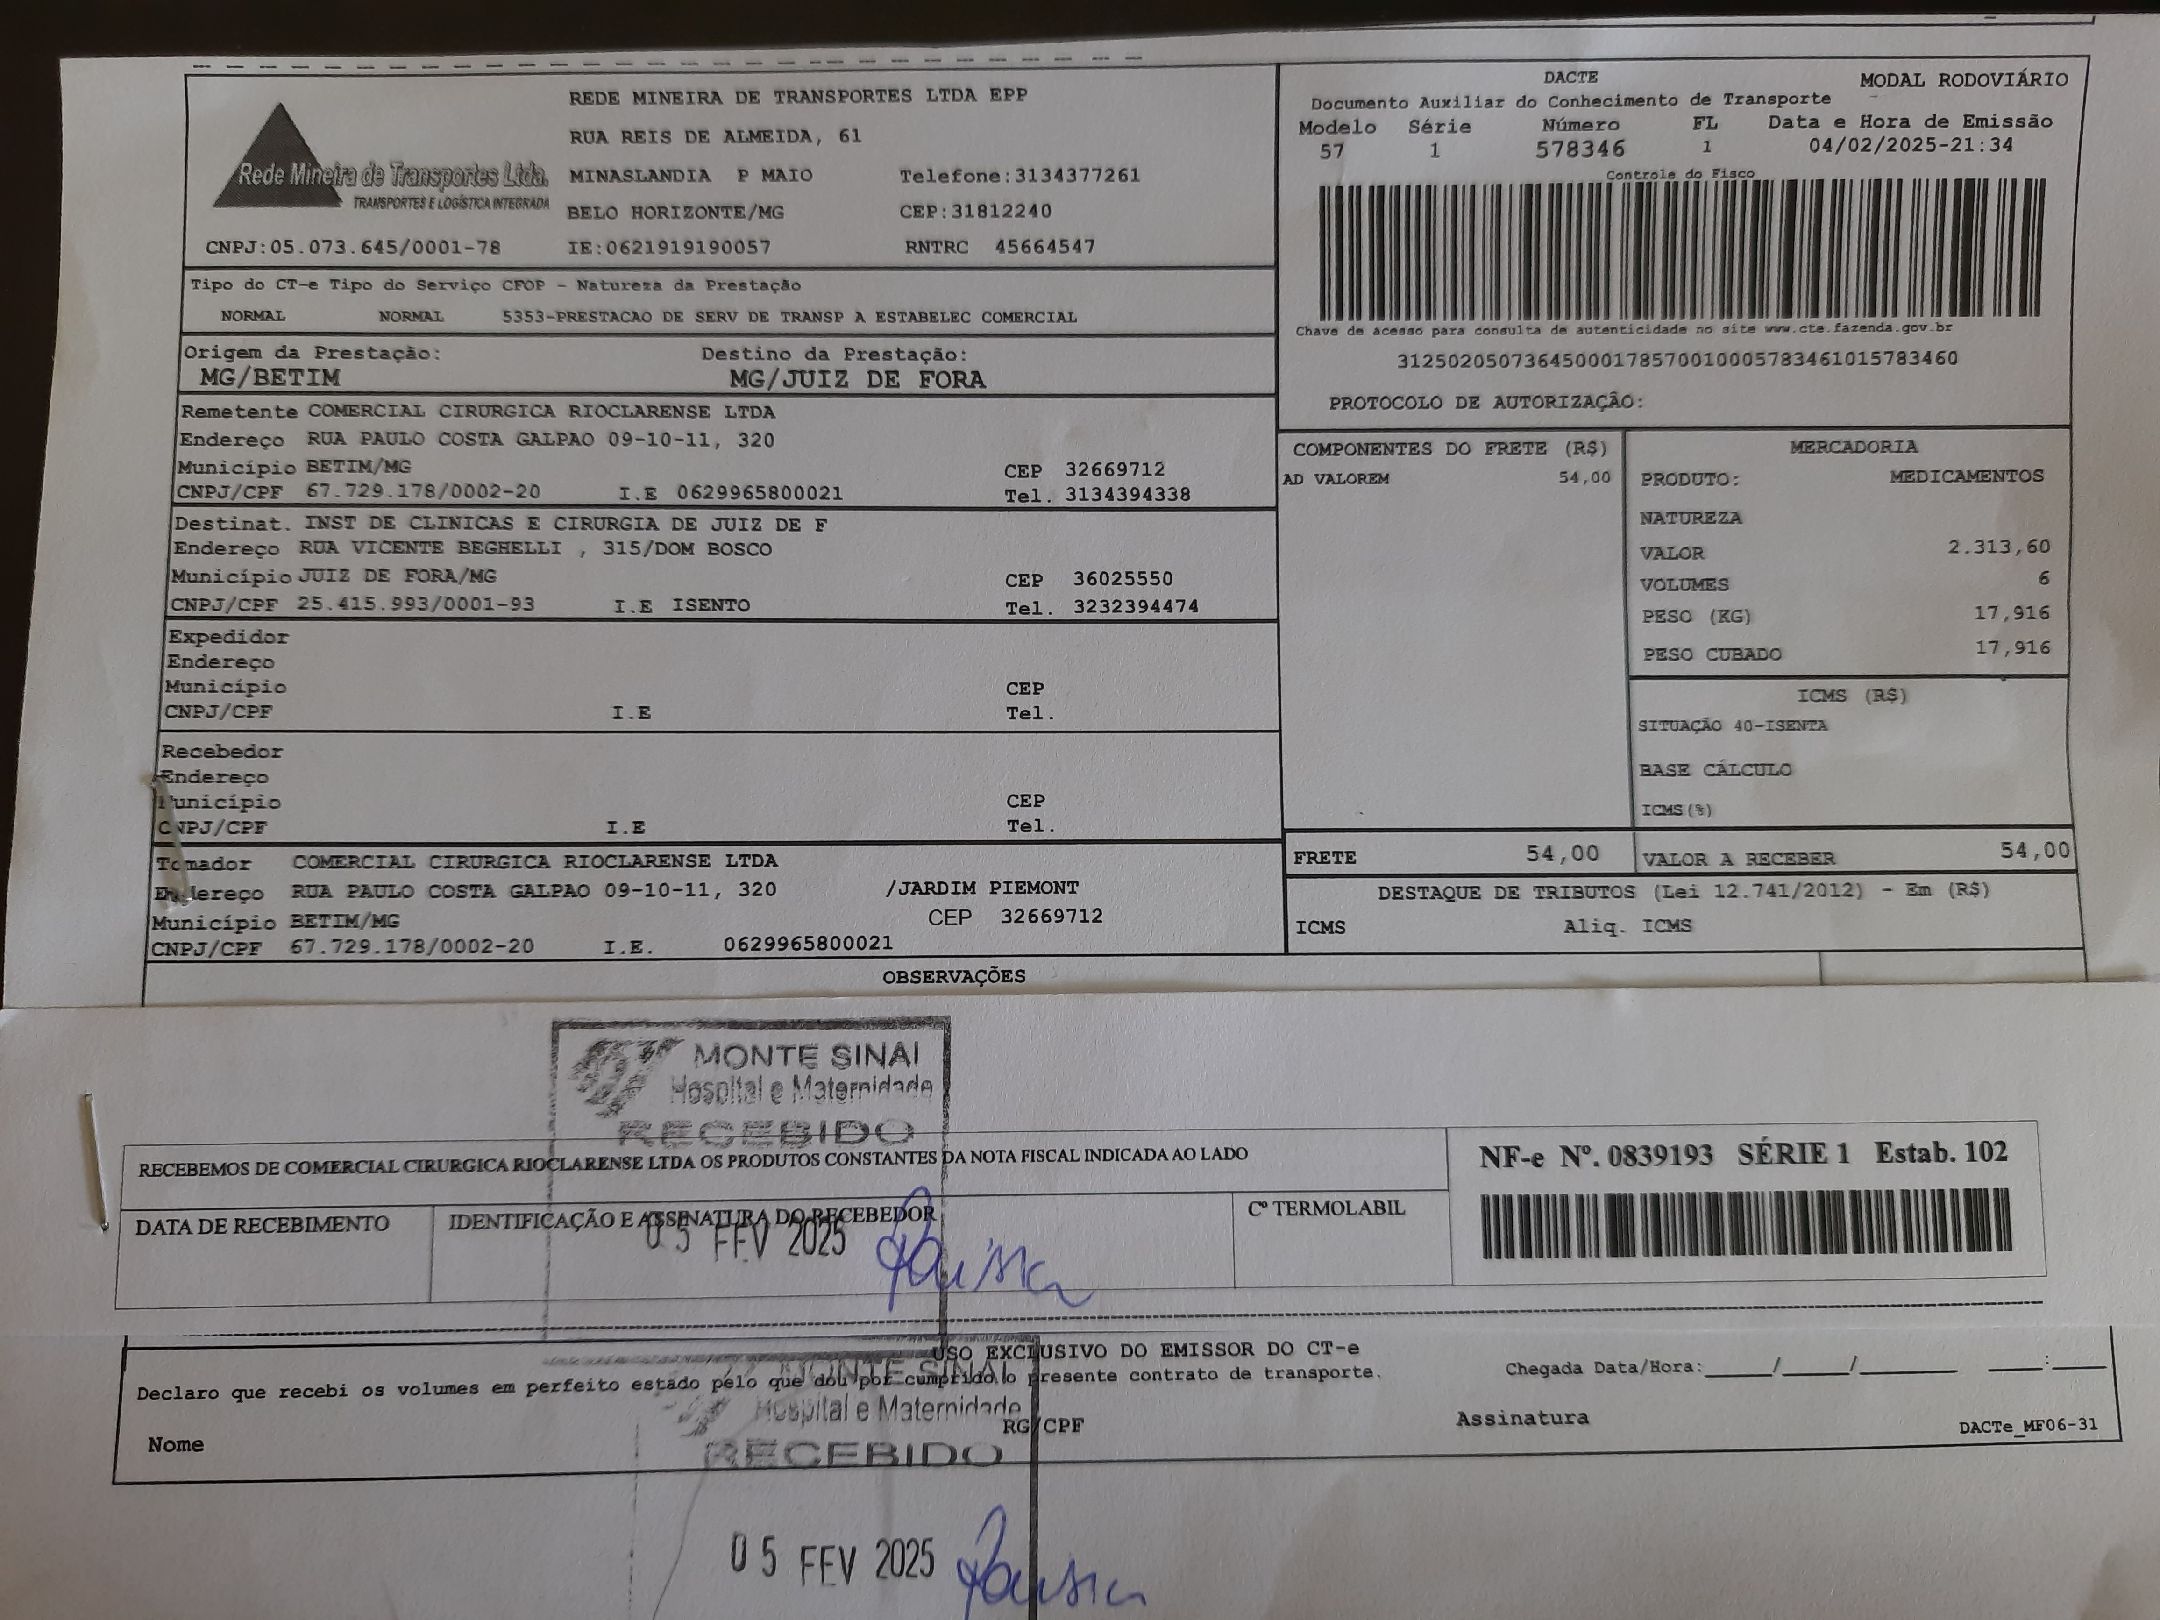 REDE MINEIRA DE TRANSPORTES LTDA EPP
RUA REIS DE ALMEIDA, 61
Rede Mineira de Transportes Ltda.
TRANSPORTES E LOGÍSTICA INTEGRADA
MINASLANDIA P MAIO Telefone:3134377261
BELO HORIZONTE/MG CEP:31812240
CNPJ:05.073.645/0001-78 IE:0621919190057 RNTRC 45664547
DACTE MODAL RODOVIÁRIO
Documento Auxiliar do Conhecimento de Transporte
Modelo Série Número FL Data e Hora de Emissão
57 1 578346 1 04/02/2025-21:34
Controle do Fisco
Chave de acesso para consulta de autenticidade no site www.cte.fazenda.gov.br
31250205073645000178570010005783461015783460
PROTOCOLO DE AUTORIZAÇÃO:
Tipo do CT-e Tipo do Serviço CFOP - Natureza da Prestação
NORMAL NORMAL 5353-PRESTACAO DE SERV DE TRANSP A ESTABELEC COMERCIAL
Origem da Prestação: Destino da Prestação:
MG/BETIM MG/JUIZ DE FORA
Remetente COMERCIAL CIRURGICA RIOCLARENSE LTDA
Endereço RUA PAULO COSTA GALPAO 09-10-11, 320
Município BETIM/MG CEP 32669712
CNPJ/CPF 67.729.178/0002-20 I.E 0629965800021 Tel. 3134394338
Destinat. INST DE CLINICAS E CIRURGIA DE JUIZ DE F
Endereço RUA VICENTE BEGHELLI , 315/DOM BOSCO
Município JUIZ DE FORA/MG CEP 36025550
CNPJ/CPF 25.415.993/0001-93 I.E ISENTO Tel. 3232394474
Expedidor
Endereço
Município CEP
CNPJ/CPF I.E Tel.
Recebedor
Endereço
Município CEP
CNPJ/CPF I.E Tel.
Tomador COMERCIAL CIRURGICA RIOCLARENSE LTDA
Endereço RUA PAULO COSTA GALPAO 09-10-11, 320 /JARDIM PIEMONT
Município BETIM/MG CEP 32669712
CNPJ/CPF 67.729.178/0002-20 I.E. 0629965800021
COMPONENTES DO FRETE (R$)
AD VALOREM 54,00
MERCADORIA
PRODUTO: MEDICAMENTOS
NATUREZA
VALOR 2.313,60
VOLUMES 6
PESO (KG) 17,916
PESO CUBADO 17,916
ICMS (R$)
SITUAÇÃO 40-ISENTA
BASE CÁLCULO
ICMS(%)
FRETE 54,00 VALOR A RECEBER 54,00
DESTAQUE DE TRIBUTOS (Lei 12.741/2012) - Em (R$)
ICMS Aliq. ICMS
OBSERVAÇÕES
MONTE SINAI
Hospital e Maternidade
RECEBIDO
RECEBEMOS DE COMERCIAL CIRURGICA RIOCLARENSE LTDA OS PRODUTOS CONSTANTES DA NOTA FISCAL INDICADA AO LADO
NF-e Nº. 0839193 SÉRIE 1 Estab. 102
DATA DE RECEBIMENTO IDENTIFICAÇÃO E ASSINATURA DO RECEBEDOR Cº TERMOLABIL
05 FEV 2025
USO EXCLUSIVO DO EMISSOR DO CT-e
Declaro que recebi os volumes em perfeito estado pelo que dou por cumprido o presente contrato de transporte. Chegada Data/Hora:_____/_____/_______ ____:____
MONTE SINAI
Hospital e Maternidade
RECEBIDO
Nome RG/CPF Assinatura DACTe_MF06-31
05 FEV 2025